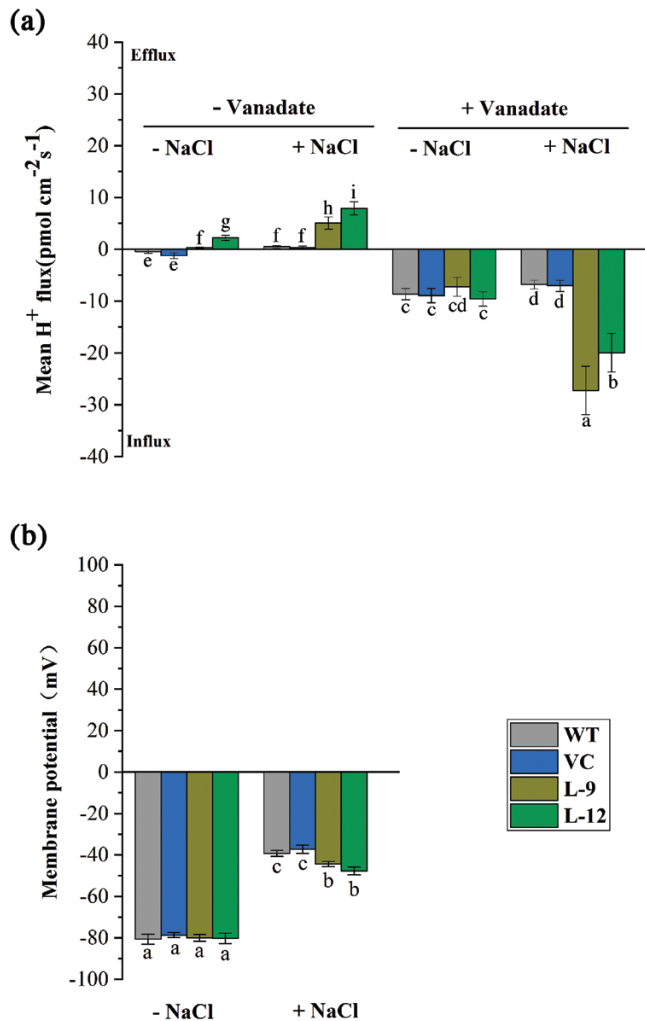 (a)
Mean H+ flux(pmol cm-2s-1)
40
30
20
10
0
-10
-20
-30
-40
Efflux
Influx
- Vanadate
+ Vanadate
- NaCl
+ NaCl
- NaCl
+ NaCl
e
e
f
g
f
f
h
i
c
c
cd
c
d
d
a
b
(b)
Membrane potential（mV）
100
80
60
40
20
0
-20
-40
-60
-80
-100
a
a
a
a
c
c
b
b
- NaCl
+ NaCl
WT
VC
L-9
L-12